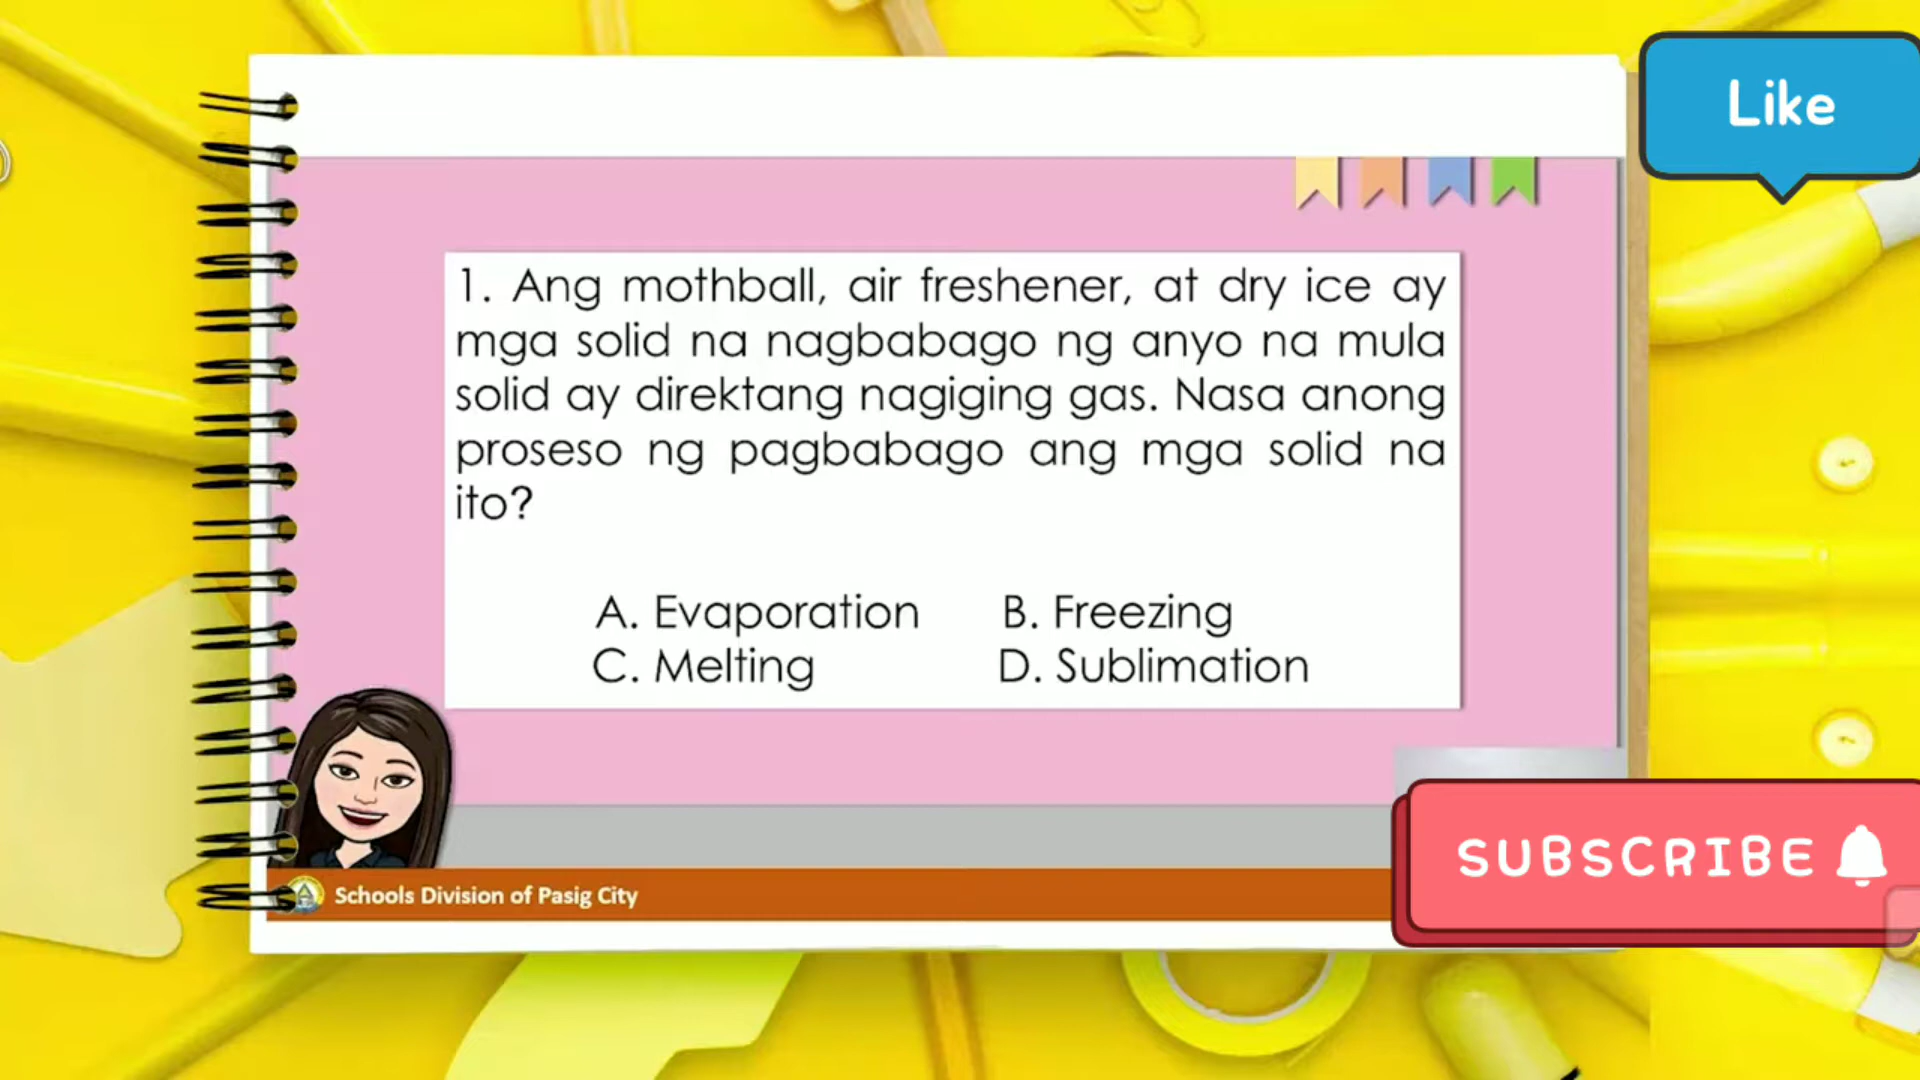 Like
1. Ang mothball, air freshener, at dry ice ay
mga solid na nagbabago ng anyo na mula
solid ay direktang nagiging gas. Nasa anong
proseso ng pagbabago ang mga solid na
ito?
A. Evaporation B. Freezing
C. Melting D. Sublimation
SUBSCRIBE
Schools Division of Pasig City